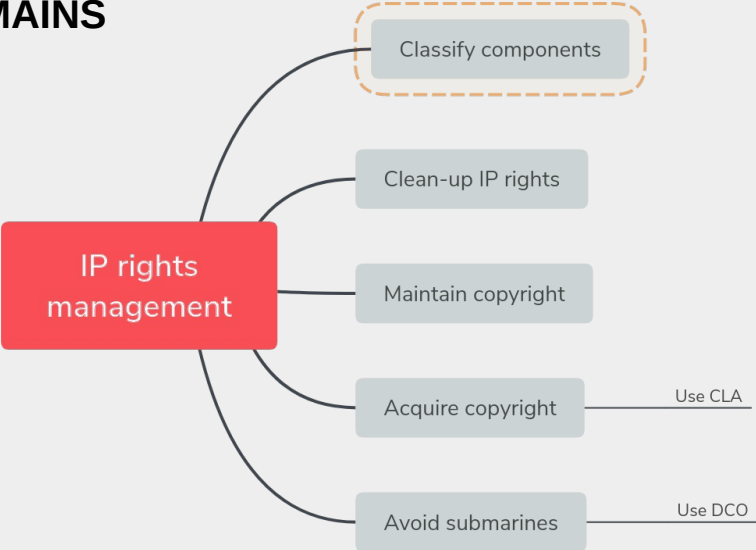 MAINS
Classify components
Clean-up IP rights
IP rights
management
Maintain copyright
Acquire copyright
Use CLA
Avoid submarines
Use DCO